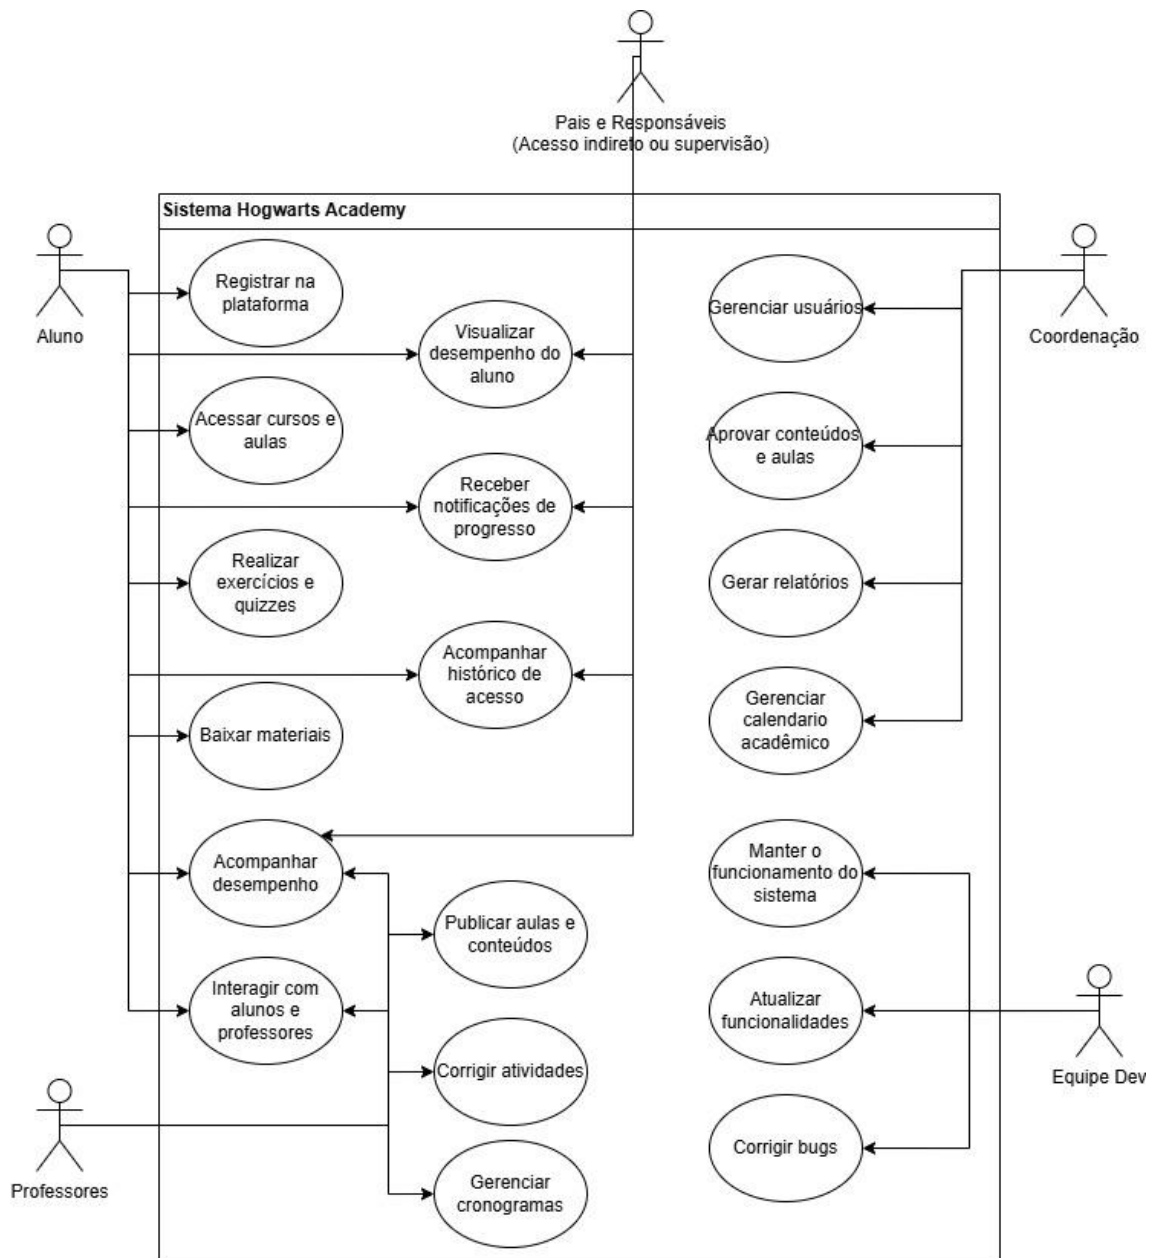 Pais e Responsáveis
(Acesso indireto ou supervisão)
Sistema Hogwarts Academy
Aluno
Registrar na
plataforma
Visualizar
desempenho do
aluno
Acessar cursos e
aulas
Receber
notificações de
progresso
Realizar
exercícios e
quizzes
Acompanhar
histórico de
acesso
Baixar materiais
Acompanhar
desempenho
Interagir com
alunos e
professores
Publicar aulas e
conteúdos
Corrigir atividades
Gerenciar
cronogramas
Professores
Coordenação
Gerenciar usuários
Aprovar conteúdos
e aulas
Gerar relatórios
Gerenciar
calendario
acadêmico
Manter o
funcionamento do
sistema
Atualizar
funcionalidades
Corrigir bugs
Equipe Dev